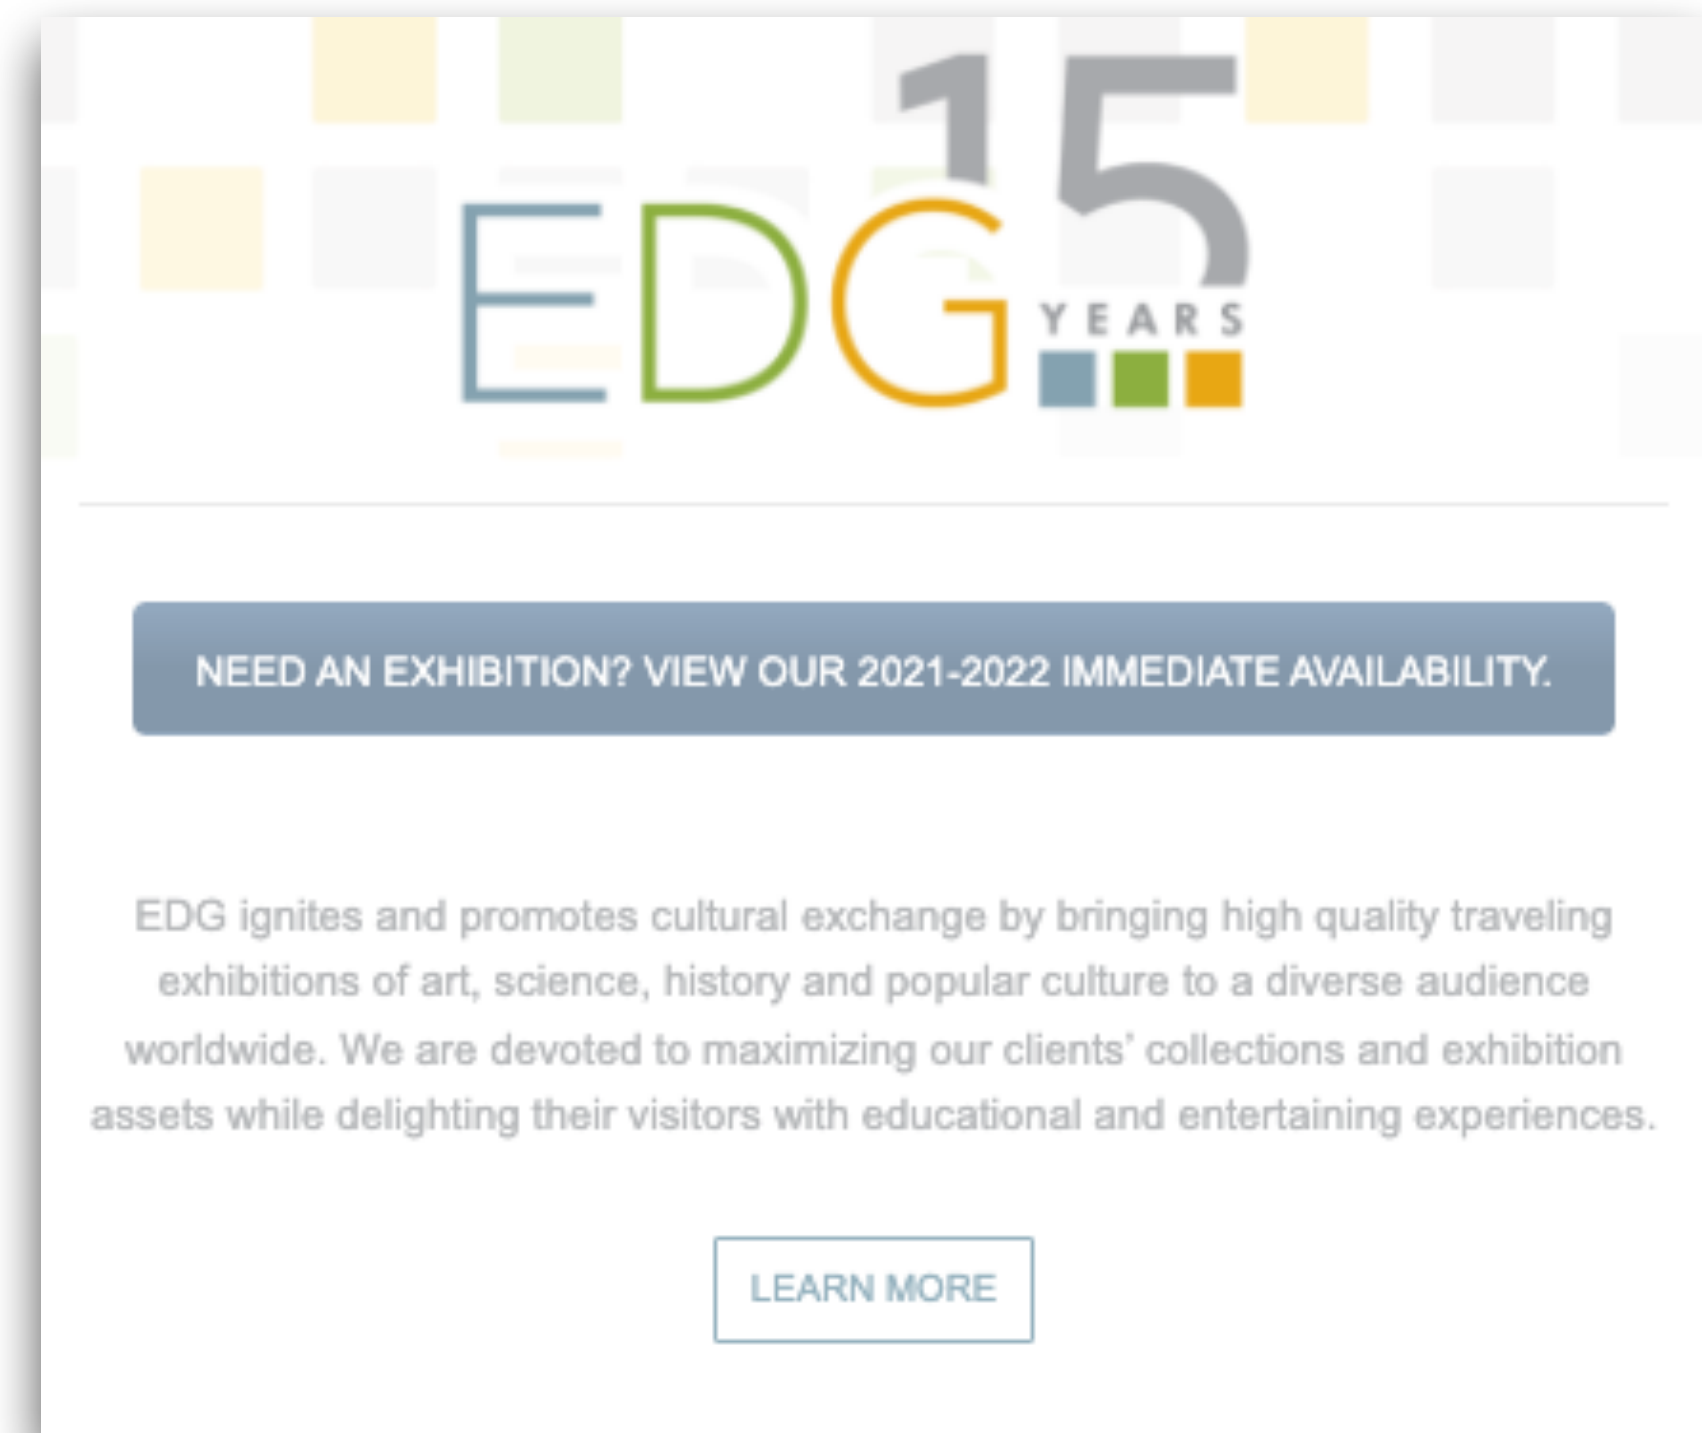 EDG 15
YEARS
NEED AN EXHIBITION? VIEW OUR 2021-2022 IMMEDIATE AVAILABILITY.
EDG ignites and promotes cultural exchange by bringing high quality traveling
exhibitions of art, science, history and popular culture to a diverse audience
worldwide. We are devoted to maximizing our clients’ collections and exhibition
assets while delighting their visitors with educational and entertaining experiences.
LEARN MORE